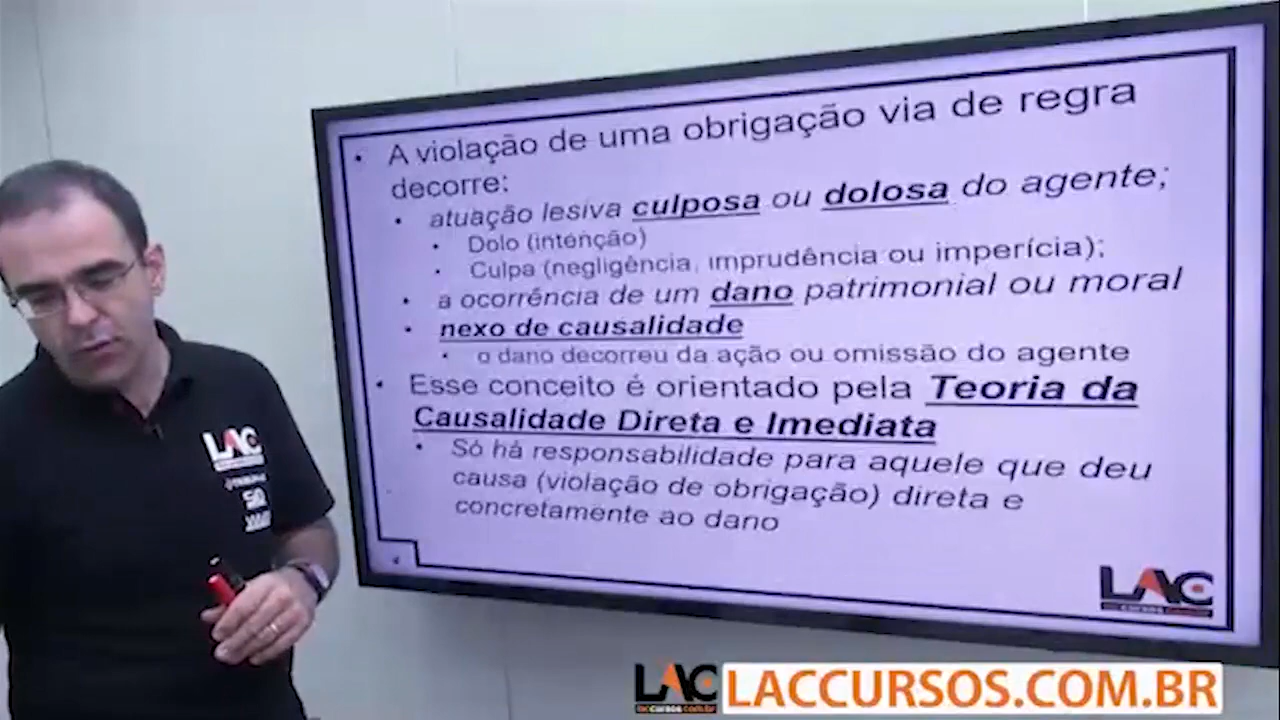 A violação de uma obrigação via de regra
decorre:
atuação lesiva culposa ou dolosa do agente;
Dolo (intenção)
Culpa (negligência, imprudência ou imperícia);
a ocorrência de um dano patrimonial ou moral
nexo de causalidade
o dano decorreu da ação ou omissão do agente
Esse conceito é orientado pela Teoria da
Causalidade Direta e Imediata
Só há responsabilidade para aquele que deu
causa (violação de obrigação) direta e
concretamente ao dano
LAC
LAC
LAC
laccursos.com.br
LACCURSOS.COM.BR